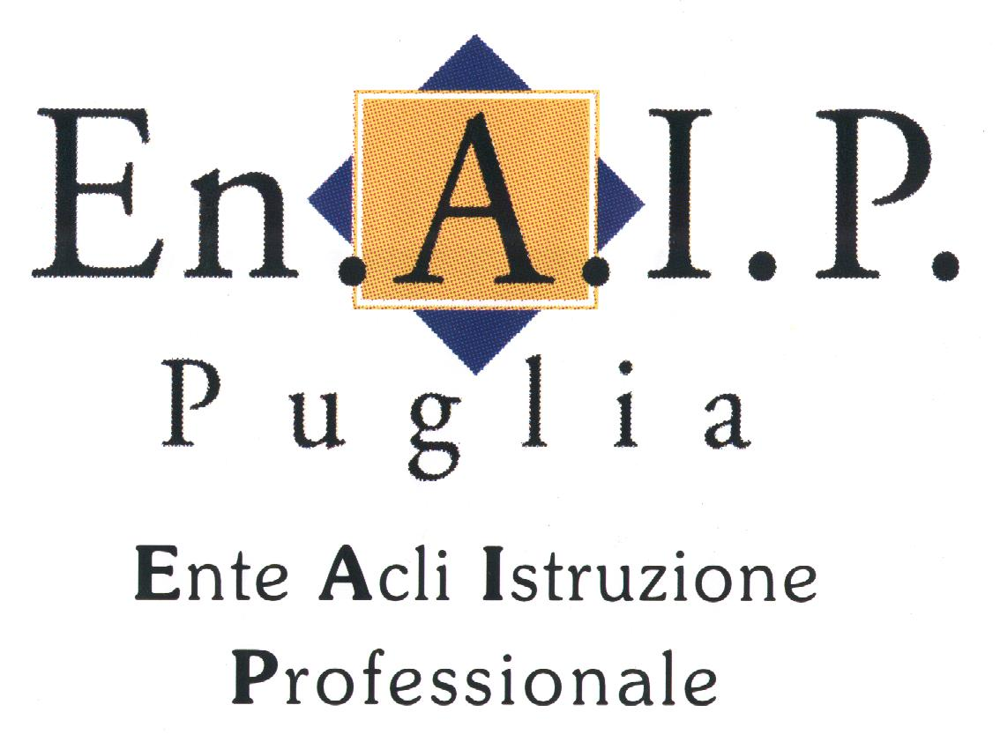 En.A.I.P.
Puglia
Ente Acli Istruzione
Professionale